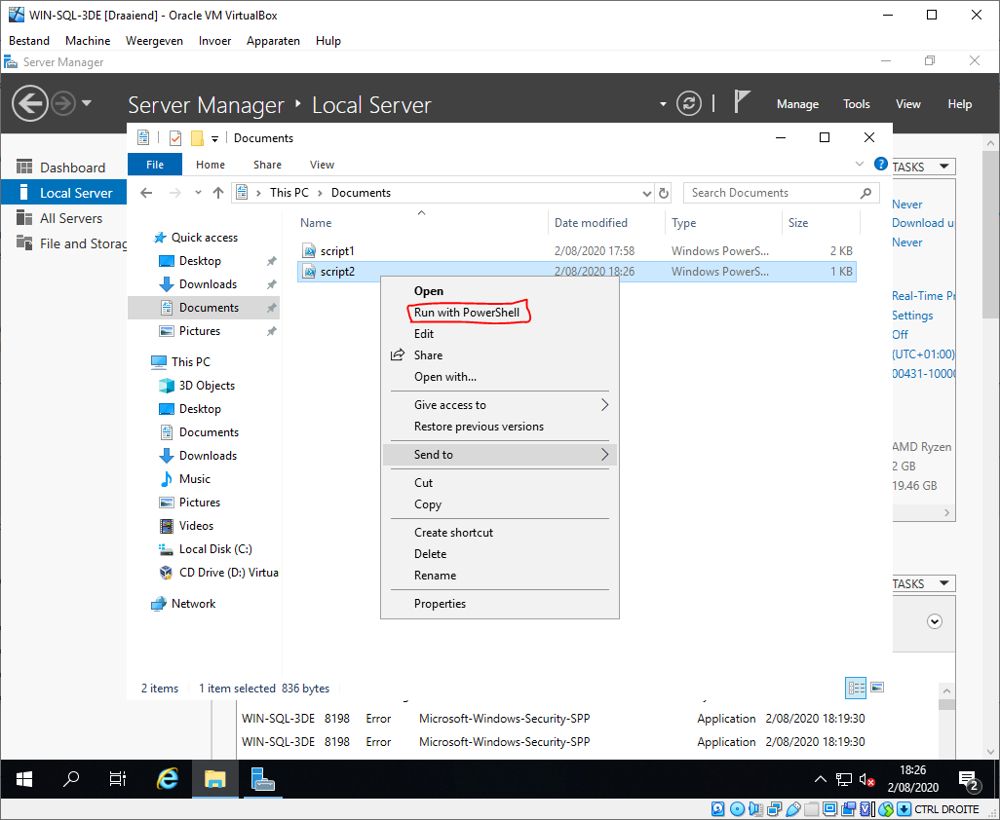 WIN-SQL-3DE [Draaiend] - Oracle VM VirtualBox
Bestand Machine Weergeven Invoer Apparaten Hulp
Server Manager
Server Manager Local Server
Manage Tools View Help
Documents
File Home Share View
This PC Documents
Search Documents
Dashboard
Local Server
All Servers
File and Storag
Quick access
Desktop
Downloads
Documents
Pictures
This PC
3D Objects
Desktop
Documents
Downloads
Music
Pictures
Videos
Local Disk (C:)
CD Drive (D:) Virtua
Network
Name Date modified Type Size
script1 2/08/2020 17:58 Windows PowerS... 2 KB
script2 2/08/2020 18:26 Windows PowerS... 1 KB
Open
Run with PowerShell
Edit
Share
Open with...
Give access to
Restore previous versions
Send to
Cut
Copy
Create shortcut
Delete
Rename
Properties
TASKS
Never
Download u
Never
Real-Time Pr
Settings
Off
(UTC+01:00)
00431-10000
AMD Ryzen
2 GB
19.46 GB
TASKS
2 items 1 item selected 836 bytes
WIN-SQL-3DE 8198 Error Microsoft-Windows-Security-SPP Application 2/08/2020 18:19:30
WIN-SQL-3DE 8198 Error Microsoft-Windows-Security-SPP Application 2/08/2020 18:19:30
18:26
2/08/2020
2
CTRL DROITE